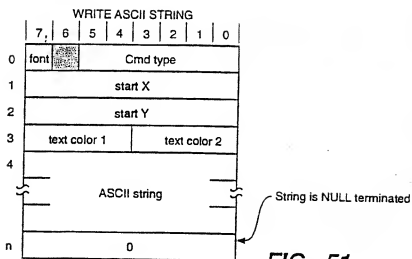 WRITE ASCII STRING
7 6 5 4 3 2 1 0
0 font Cmd type
1 start X
2 start Y
3 text color 1 text color 2
4
ASCII string
String is NULL terminated
n 0
FIG. 51